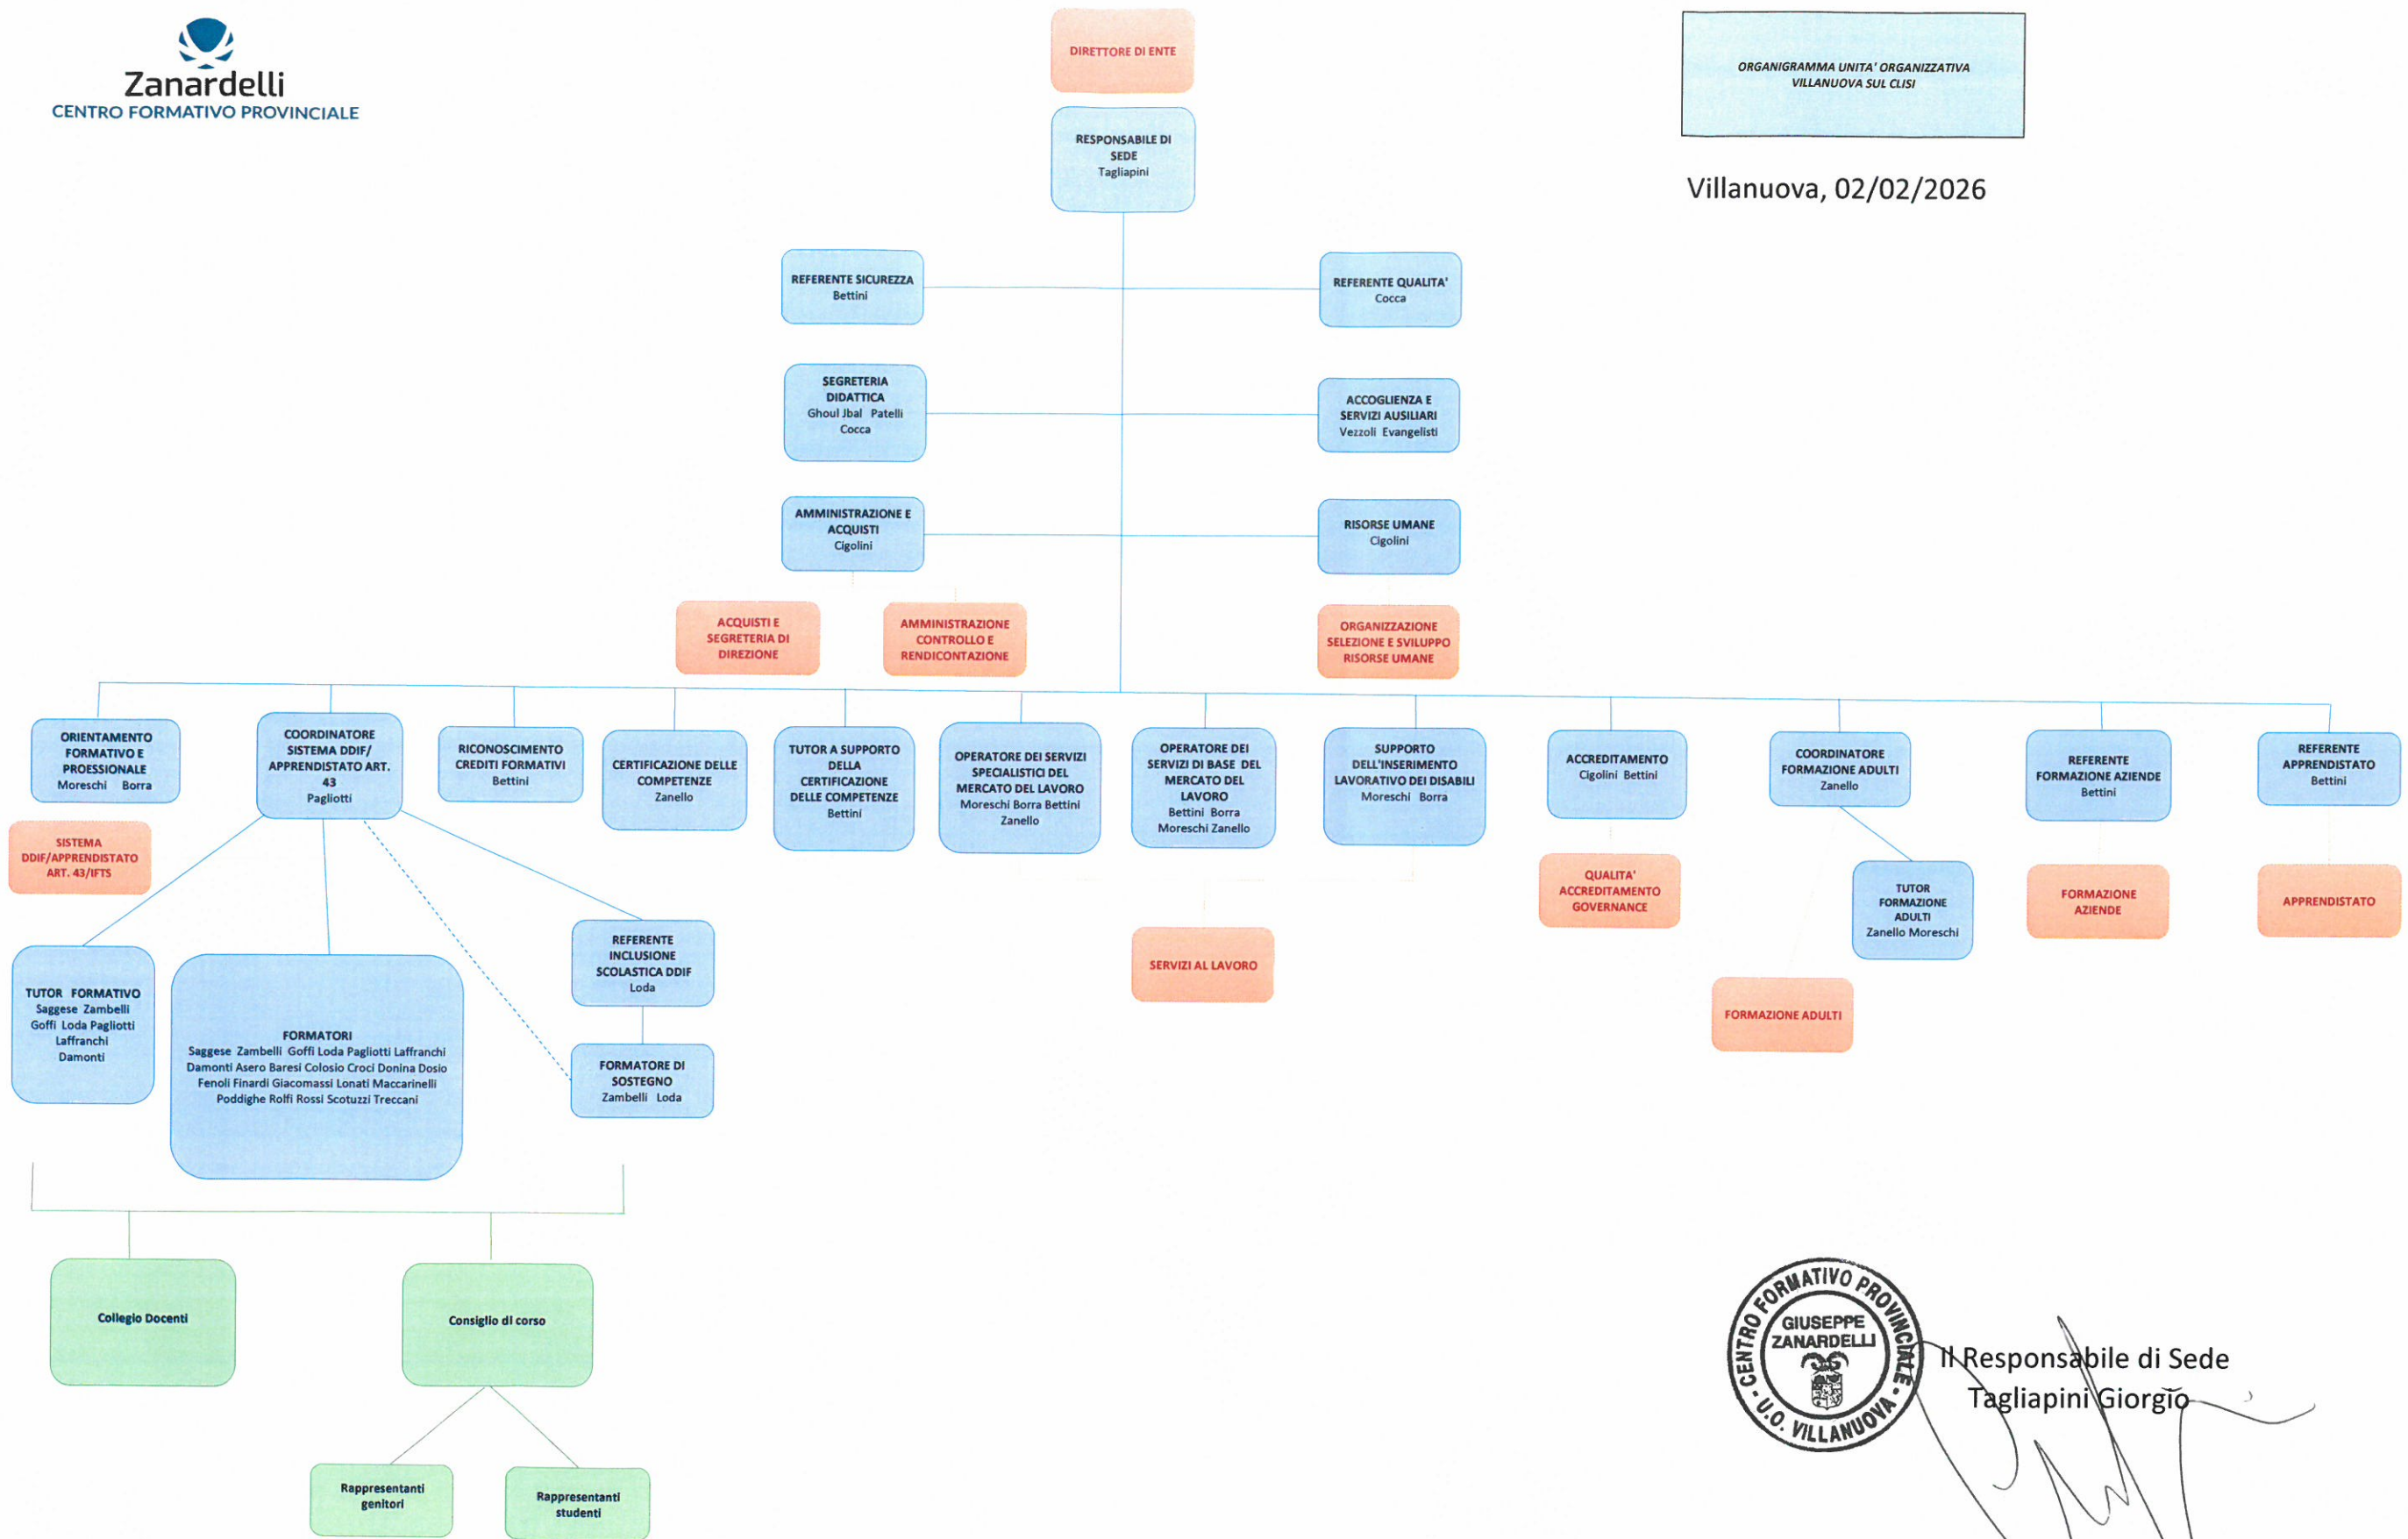 Zanardelli
CENTRO FORMATIVO PROVINCIALE
DIRETTORE DI ENTE
ORGANIGRAMMA UNITA' ORGANIZZATIVA
VILLANUOVA SUL CLISI
RESPONSABILE DI
SEDE
Tagliapini
Villanuova, 02/02/2026
REFERENTE SICUREZZA
Bettini
REFERENTE QUALITA'
Cocca
SEGRETERIA
DIDATTICA
Ghoul Jbal Patelli
Cocca
ACCOGLIENZA E
SERVIZI AUSILIARI
Vezzoli Evangelisti
AMMINISTRAZIONE E
ACQUISTI
Cigolini
RISORSE UMANE
Cigolini
ACQUISTI E
SEGRETERIA DI
DIREZIONE
AMMINISTRAZIONE
CONTROLLO E
RENDICONTAZIONE
ORGANIZZAZIONE
SELEZIONE E SVILUPPO
RISORSE UMANE
ORIENTAMENTO
FORMATIVO E
PROESSIONALE
Moreschi Borra
COORDINATORE
SISTEMA DDIF/
APPRENDISTATO ART.
43
Pagliotti
RICONOSCIMENTO
CREDITI FORMATIVI
Bettini
CERTIFICAZIONE DELLE
COMPETENZE
Zanello
TUTOR A SUPPORTO
DELLA
CERTIFICAZIONE
DELLE COMPETENZE
Bettini
OPERATORE DEI SERVIZI
SPECIALISTICI DEL
MERCATO DEL LAVORO
Moreschi Borra Bettini
Zanello
OPERATORE DEI
SERVIZI DI BASE DEL
MERCATO DEL
LAVORO
Bettini Borra
Moreschi Zanello
SUPPORTO
DELL'INSERIMENTO
LAVORATIVO DEI DISABILI
Moreschi Borra
ACCREDITAMENTO
Cigolini Bettini
COORDINATORE
FORMAZIONE ADULTI
Zanello
REFERENTE
FORMAZIONE AZIENDE
Bettini
REFERENTE
APPRENDISTATO
Bettini
SISTEMA
DDIF/APPRENDISTATO
ART. 43/IFTS
QUALITA'
ACCREDITAMENTO
GOVERNANCE
TUTOR
FORMAZIONE
ADULTI
Zanello Moreschi
FORMAZIONE
AZIENDE
APPRENDISTATO
SERVIZI AL LAVORO
FORMAZIONE ADULTI
REFERENTE
INCLUSIONE
SCOLASTICA DDIF
Loda
TUTOR FORMATIVO
Saggese Zambelli
Goffi Loda Pagliotti
Laffranchi
Damonti
FORMATORI
Saggese Zambelli Goffi Loda Pagliotti Laffranchi
Damonti Asero Baresi Colosio Croci Donina Dosio
Fenoli Finardi Giacomassi Lonati Maccarinelli
Poddighe Rolfi Rossi Scotuzzi Treccani
FORMATORE DI
SOSTEGNO
Zambelli Loda
Collegio Docenti
Consiglio di corso
Rappresentanti
genitori
Rappresentanti
studenti
CENTRO FORMATIVO PROVINCIALE - U.O. VILLANUOVA -
GIUSEPPE
ZANARDELLI
Il Responsabile di Sede
Tagliapini Giorgio